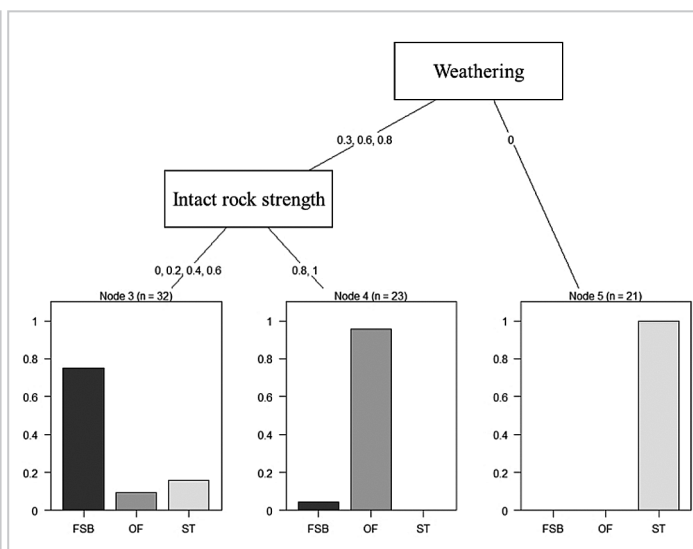 Weathering
0.3, 0.6, 0.8
0
Intact rock strength
0, 0.2, 0.4, 0.6
0.8, 1
Node 3 (n = 32)
1
0.8
0.6
0.4
0.2
0
FSB OF ST
Node 4 (n = 23)
1
0.8
0.6
0.4
0.2
0
FSB OF ST
Node 5 (n = 21)
1
0.8
0.6
0.4
0.2
0
FSB OF ST